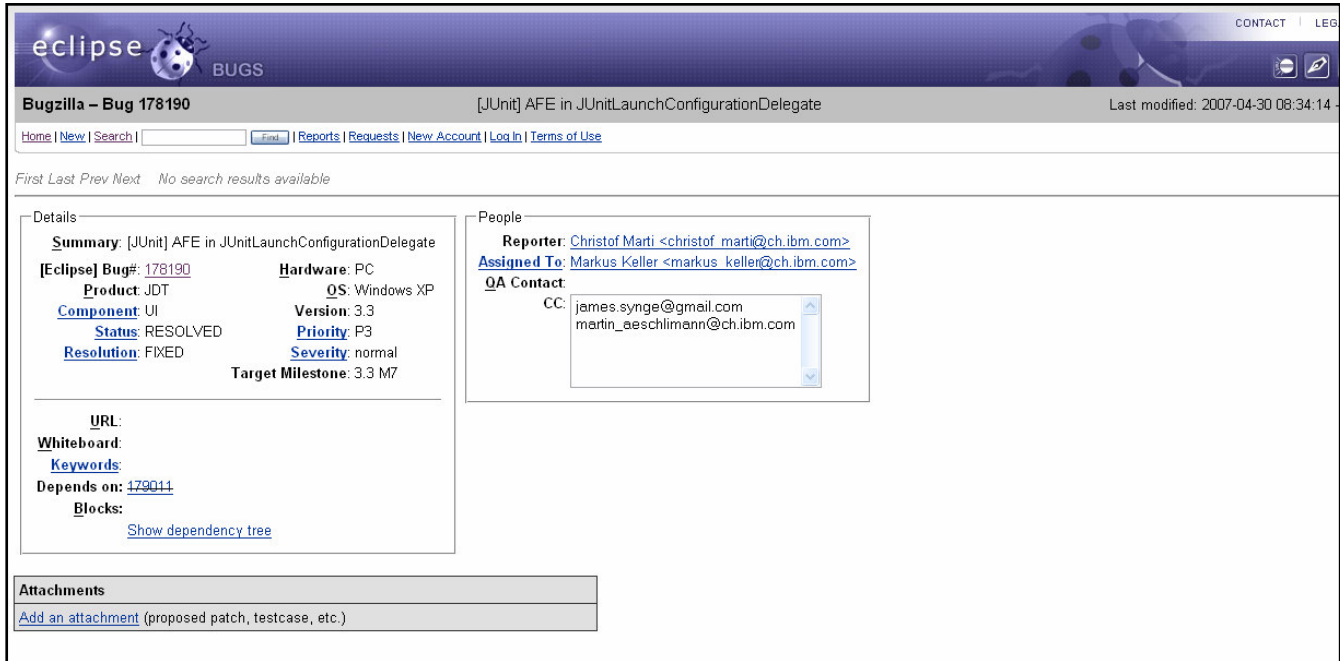 CONTACT | LEG
eclipse BUGS
Bugzilla – Bug 178190 [JUnit] AFE in JUnitLaunchConfigurationDelegate Last modified: 2007-04-30 08:34:14 -
Home | New | Search | Find | Reports | Requests | New Account | Log In | Terms of Use
First Last Prev Next No search results available
Details
Summary: [JUnit] AFE in JUnitLaunchConfigurationDelegate
[Eclipse] Bug#: 178190 Hardware: PC
Product: JDT OS: Windows XP
Component: UI Version: 3.3
Status: RESOLVED Priority: P3
Resolution: FIXED Severity: normal
Target Milestone: 3.3 M7
URL:
Whiteboard:
Keywords:
Depends on: 179011
Blocks:
Show dependency tree
People
Reporter: Christof Marti <christof_marti@ch.ibm.com>
Assigned To: Markus Keller <markus_keller@ch.ibm.com>
QA Contact:
CC: james.synge@gmail.com
martin_aeschlimann@ch.ibm.com
Attachments
Add an attachment (proposed patch, testcase, etc.)